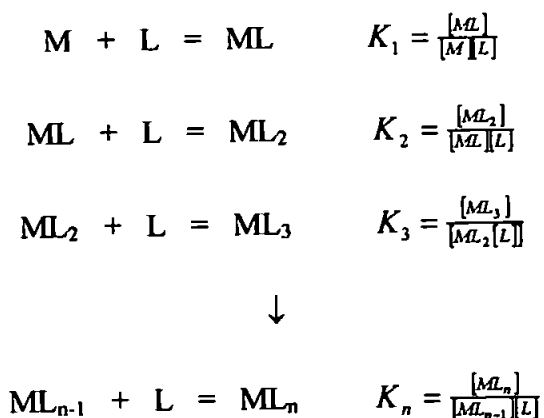 M + L = ML K₁ = [ML]/[M][L]
ML + L = ML₂ K₂ = [ML₂]/[ML][L]
ML₂ + L = ML₃ K₃ = [ML₃]/[ML₂][L]
↓
MLₙ₋₁ + L = MLₙ Kₙ = [MLₙ]/[MLₙ₋₁][L]